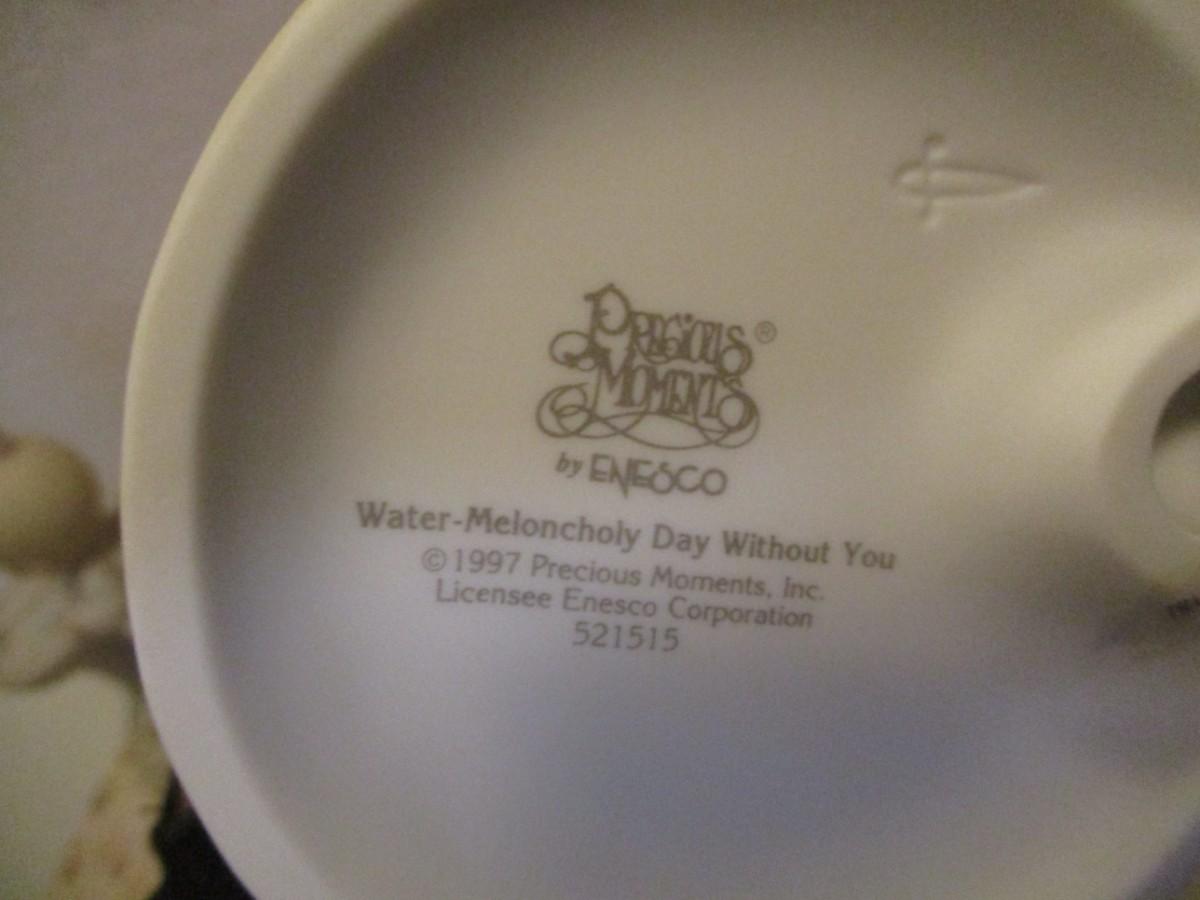 PRECIOUS ®
MOMENTS
by ENESCO
Water-Meloncholy Day Without You
© 1997 Precious Moments, Inc.
Licensee Enesco Corporation
521515